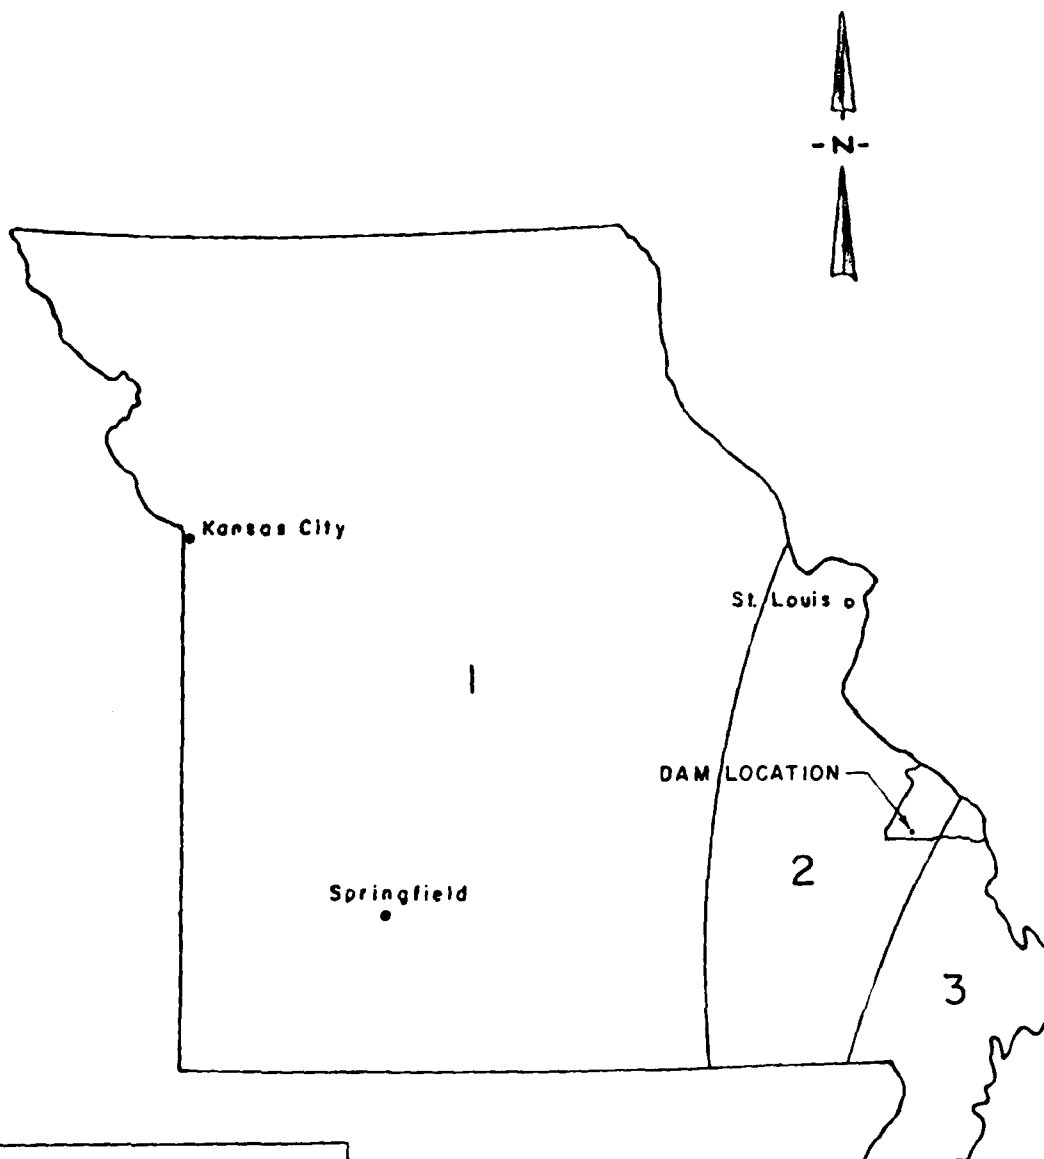 -N-
Kansas City
St. Louis
1
DAM LOCATION
2
Springfield
3